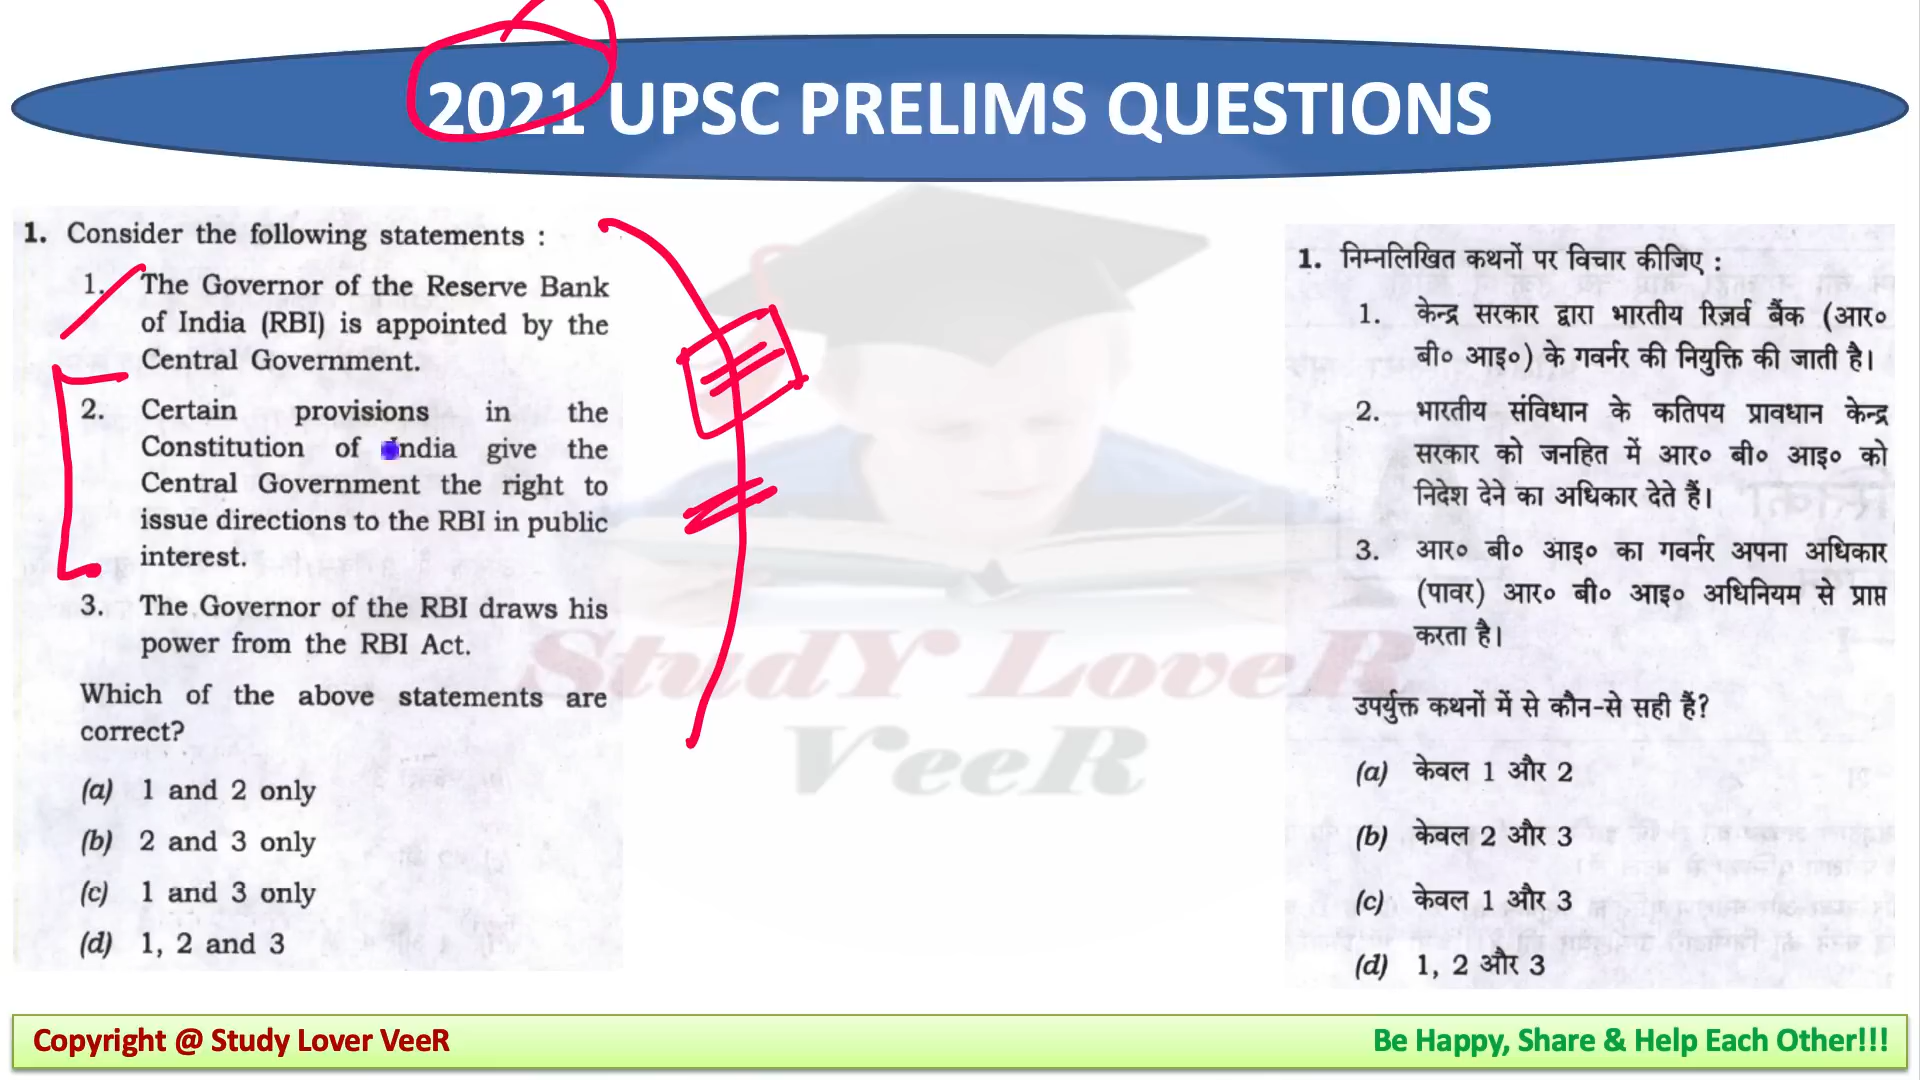 2021 UPSC PRELIMS QUESTIONS
1. Consider the following statements :
1. The Governor of the Reserve Bank
of India (RBI) is appointed by the
Central Government.
2. Certain provisions in the
Constitution of India give the
Central Government the right to
issue directions to the RBI in public
interest.
3. The Governor of the RBI draws his
power from the RBI Act.
Which of the above statements are
correct?
(a) 1 and 2 only
(b) 2 and 3 only
(c) 1 and 3 only
(d) 1, 2 and 3
1. निम्नलिखित कथनों पर विचार कीजिए :
1. केन्द्र सरकार द्वारा भारतीय रिज़र्व बैंक (आर०
बी० आइ०) के गवर्नर की नियुक्ति की जाती है।
2. भारतीय संविधान के कतिपय प्रावधान केन्द्र
सरकार को जनहित में आर० बी० आइ० को
निदेश देने का अधिकार देते हैं।
3. आर० बी० आइ० का गवर्नर अपना अधिकार
(पावर) आर० बी० आइ० अधिनियम से प्राप्त
करता है।
उपर्युक्त कथनों में से कौन-से सही हैं?
(a) केवल 1 और 2
(b) केवल 2 और 3
(c) केवल 1 और 3
(d) 1, 2 और 3
StudY LoveR
VeeR
Copyright @ Study Lover VeeR
Be Happy, Share & Help Each Other!!!